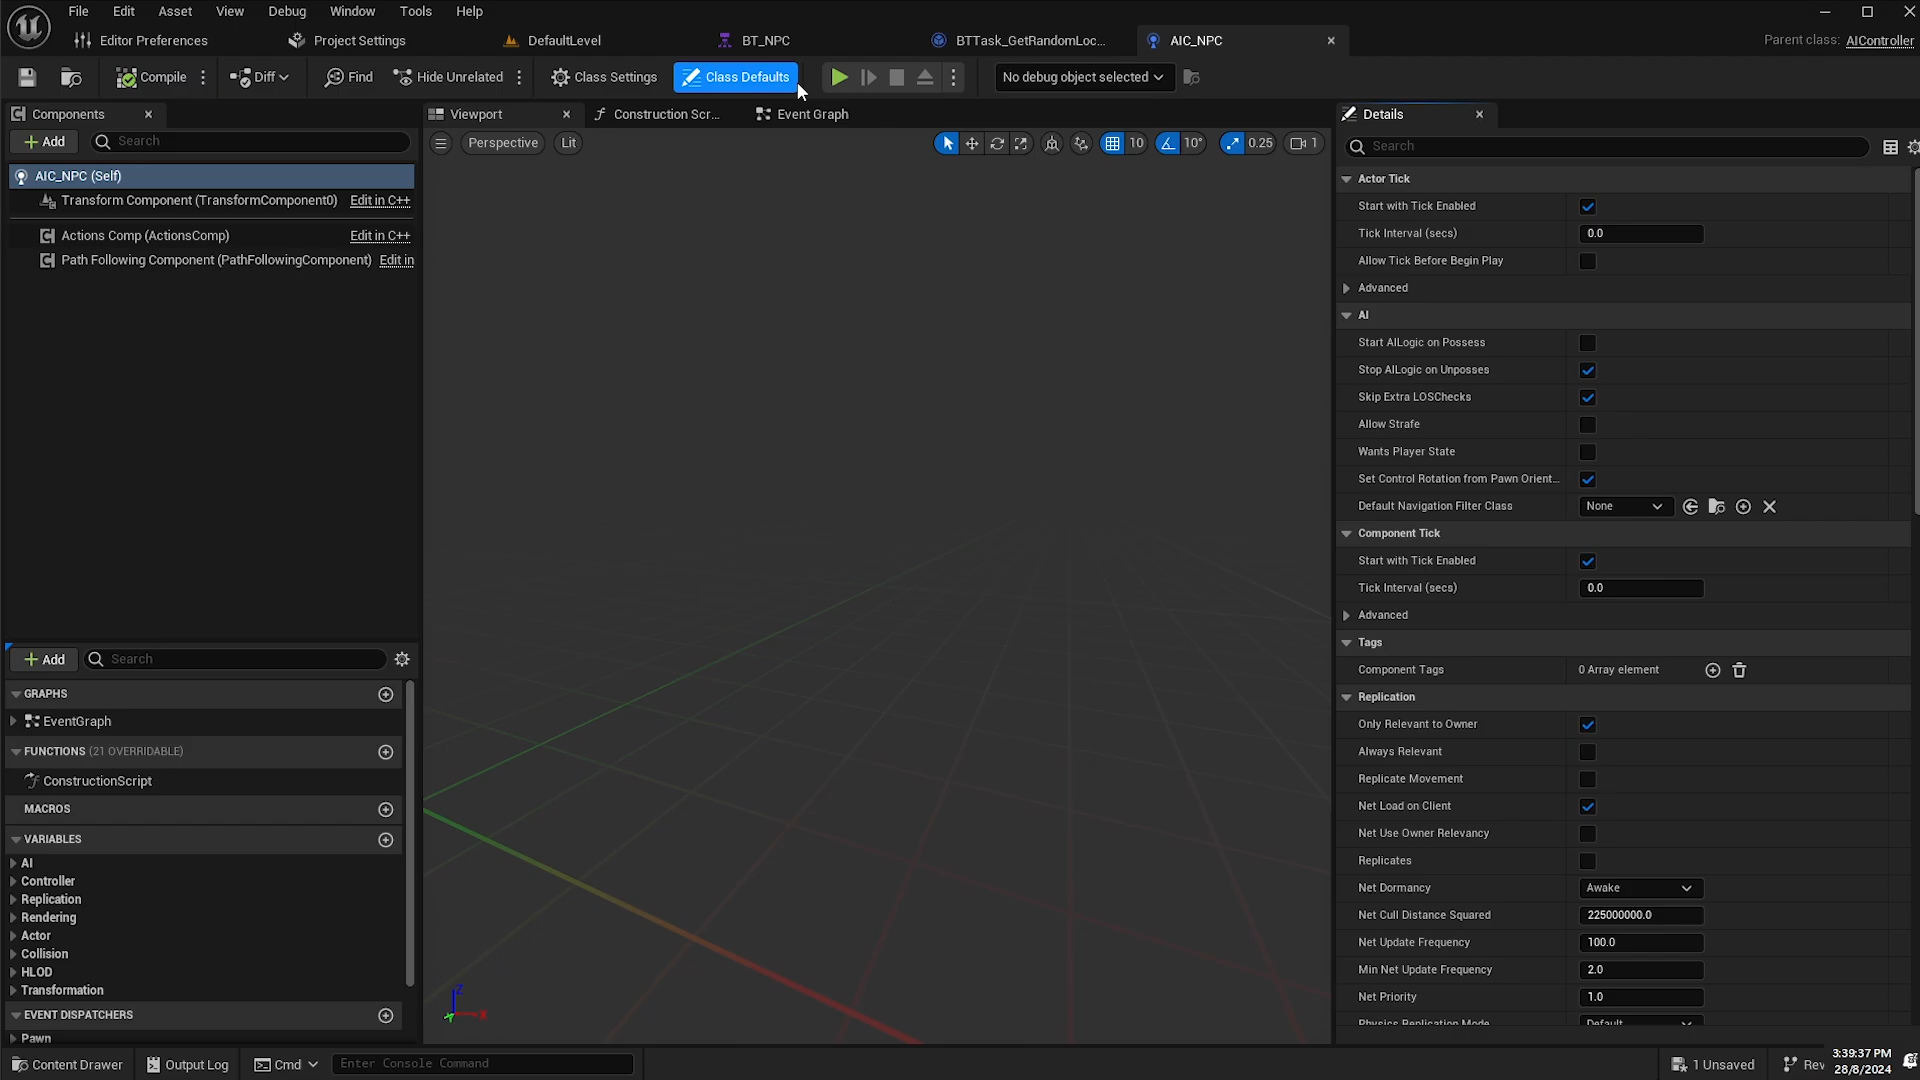 File Edit Asset View Debug Window Tools Help
Editor Preferences Project Settings DefaultLevel BT_NPC BTTask_GetRandomLoc... AIC_NPC Parent class: AIController
Compile Diff Find Hide Unrelated Class Settings Class Defaults No debug object selected
Components Viewport Construction Scr... Event Graph Details
Add Search Perspective Lit 10 10° 0.25 1 Search
AIC_NPC (Self)
Transform Component (TransformComponent0) Edit in C++
Actions Comp (ActionsComp) Edit in C++
Path Following Component (PathFollowingComponent) Edit in
Actor Tick
Start with Tick Enabled
Tick Interval (secs) 0.0
Allow Tick Before Begin Play
Advanced
AI
Start AILogic on Possess
Stop AILogic on Unposses
Skip Extra LOSChecks
Allow Strafe
Wants Player State
Set Control Rotation from Pawn Orient...
Default Navigation Filter Class None
Component Tick
Start with Tick Enabled
Tick Interval (secs) 0.0
Advanced
Tags
Component Tags 0 Array element
Replication
Only Relevant to Owner
Always Relevant
Replicate Movement
Net Load on Client
Net Use Owner Relevancy
Replicates
Net Dormancy Awake
Net Cull Distance Squared 225000000.0
Net Update Frequency 100.0
Min Net Update Frequency 2.0
Net Priority 1.0
Physics Replication Mode Default
Add Search
GRAPHS
EventGraph
FUNCTIONS (21 OVERRIDABLE)
ConstructionScript
MACROS
VARIABLES
AI
Controller
Replication
Rendering
Actor
Collision
HLOD
Transformation
EVENT DISPATCHERS
Pawn
Z
X
Y
Content Drawer Output Log Cmd Enter Console Command 1 Unsaved Rev
3:39:37 PM
28/8/2024